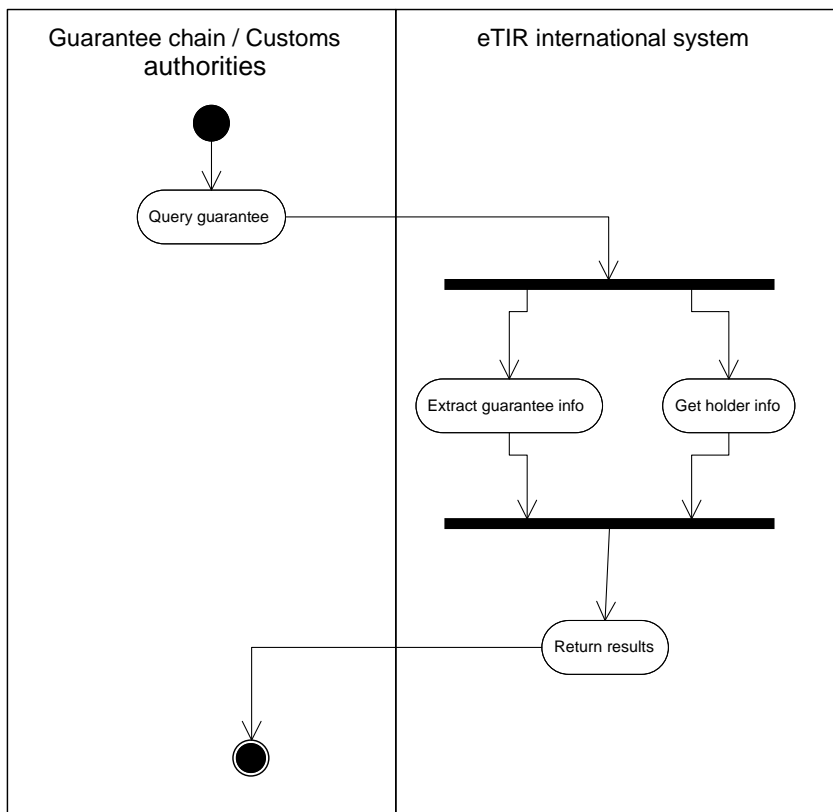 Guarantee chain / Customs
authorities
eTIR international system
Query guarantee
Extract guarantee info
Get holder info
Return results